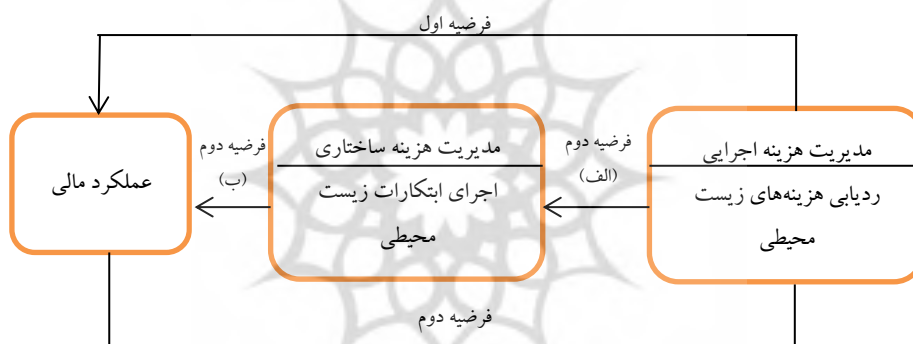 فرضیه اول
مدیریت هزینه اجرایی
ردیابی هزینه‌های زیست
محیطی
فرضیه دوم
(الف)
مدیریت هزینه ساختاری
اجرای ابتکارات زیست
محیطی
فرضیه دوم
(ب)
عملکرد مالی
فرضیه دوم